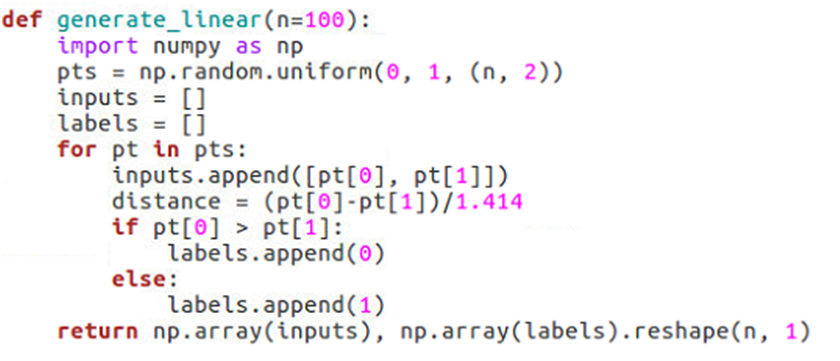 def generate_linear(n=100):
    import numpy as np
    pts = np.random.uniform(0, 1, (n, 2))
    inputs = []
    labels = []
    for pt in pts:
        inputs.append([pt[0], pt[1]])
        distance = (pt[0]-pt[1])/1.414
        if pt[0] > pt[1]:
            labels.append(0)
        else:
            labels.append(1)
    return np.array(inputs), np.array(labels).reshape(n, 1)